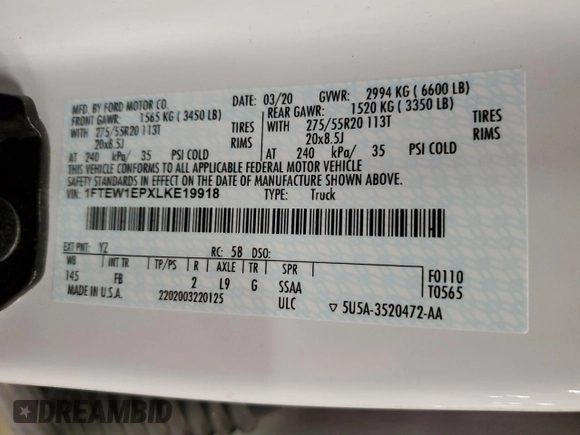 MFD. BY FORD MOTOR CO.
DATE: 03/20 GVWR: 2994 KG ( 6600 LB)
FRONT GAWR: 1565 KG ( 3450 LB) REAR GAWR: 1520 KG ( 3350 LB)
WITH 275/55R20 113T TIRES WITH 275/55R20 113T TIRES
20x8.5J RIMS 20x8.5J RIMS
AT 240 kPa/ 35 PSI COLD AT 240 kPa/ 35 PSI COLD
THIS VEHICLE CONFORMS TO ALL APPLICABLE FEDERAL MOTOR VEHICLE
SAFETY STANDARDS IN EFFECT ON THE DATE OF MANUFACTURE SHOWN ABOVE.
VIN: 1FTEW1EPXLKE19918 TYPE: Truck
EXT PNT: YZ RC: 58 DSO:
WB INT TR TP/PS R AXLE TR SPR
145 FB 2 L9 G SSAA F0110
MADE IN U.S.A. 2202003220125 ULC T0565
▽ 5U5A-3520472-AA
DREAMBID